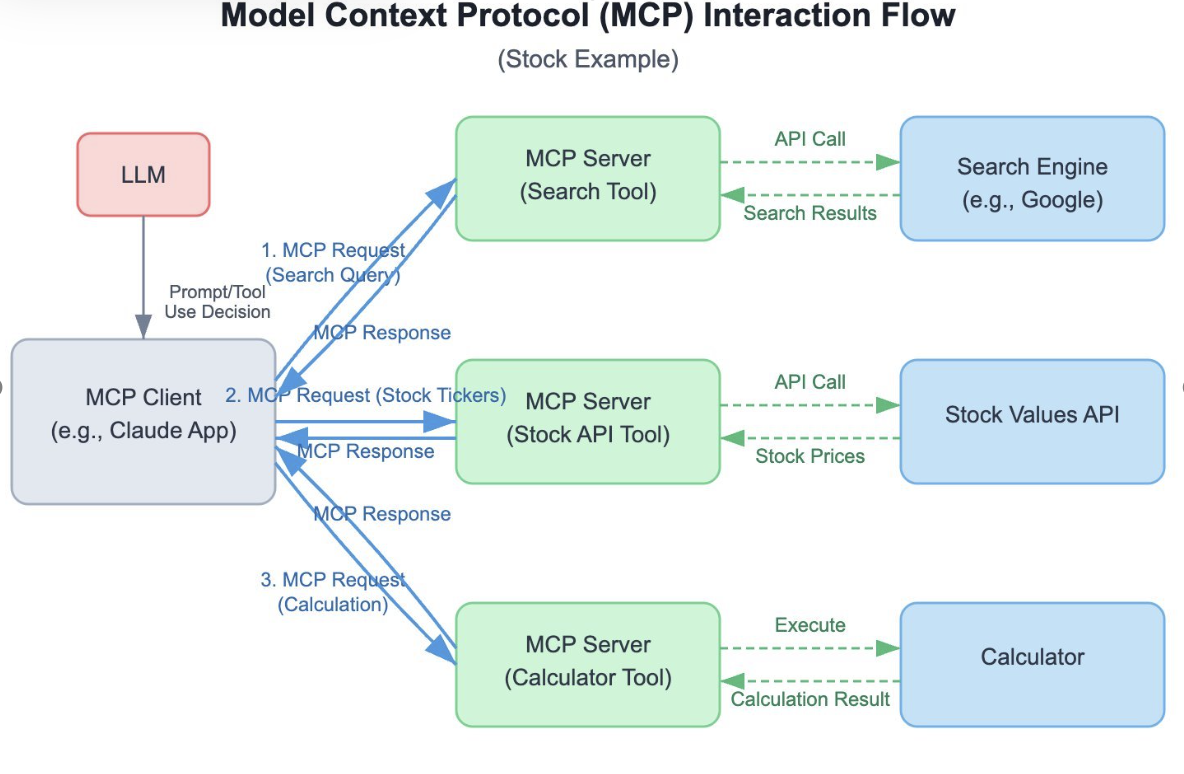 Model Context Protocol (MCP) Interaction Flow
(Stock Example)
LLM
Prompt/Tool
Use Decision
MCP Client
(e.g., Claude App)
1. MCP Request
(Search Query)
MCP Response
MCP Server
(Search Tool)
API Call
Search Results
Search Engine
(e.g., Google)
2. MCP Request (Stock Tickers)
MCP Response
MCP Server
(Stock API Tool)
API Call
Stock Prices
Stock Values API
MCP Response
3. MCP Request
(Calculation)
MCP Server
(Calculator Tool)
Execute
Calculation Result
Calculator